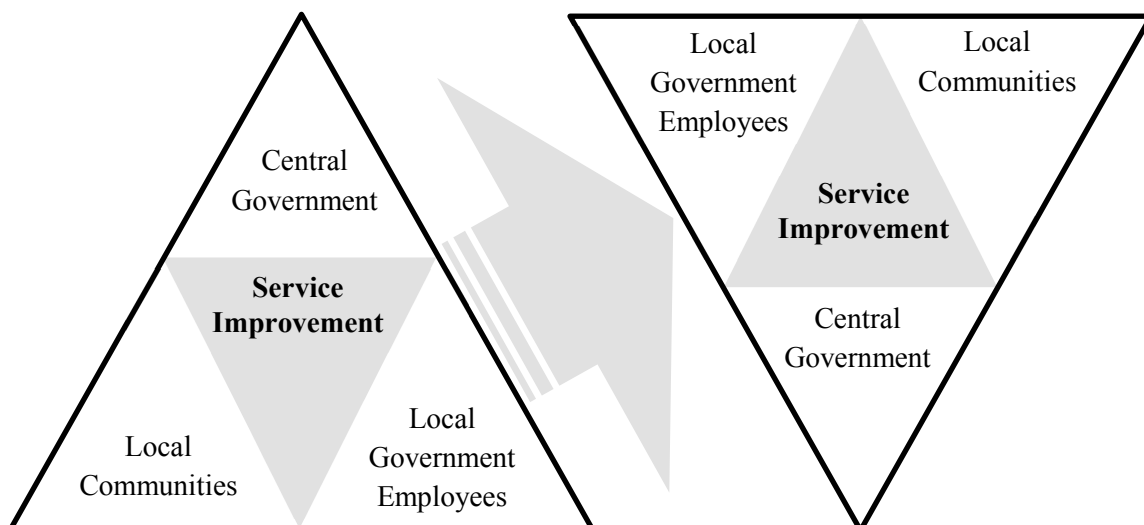 Central
Government
Service
Improvement
Local
Communities
Local
Government
Employees
Local
Government
Employees
Local
Communities
Service
Improvement
Central
Government